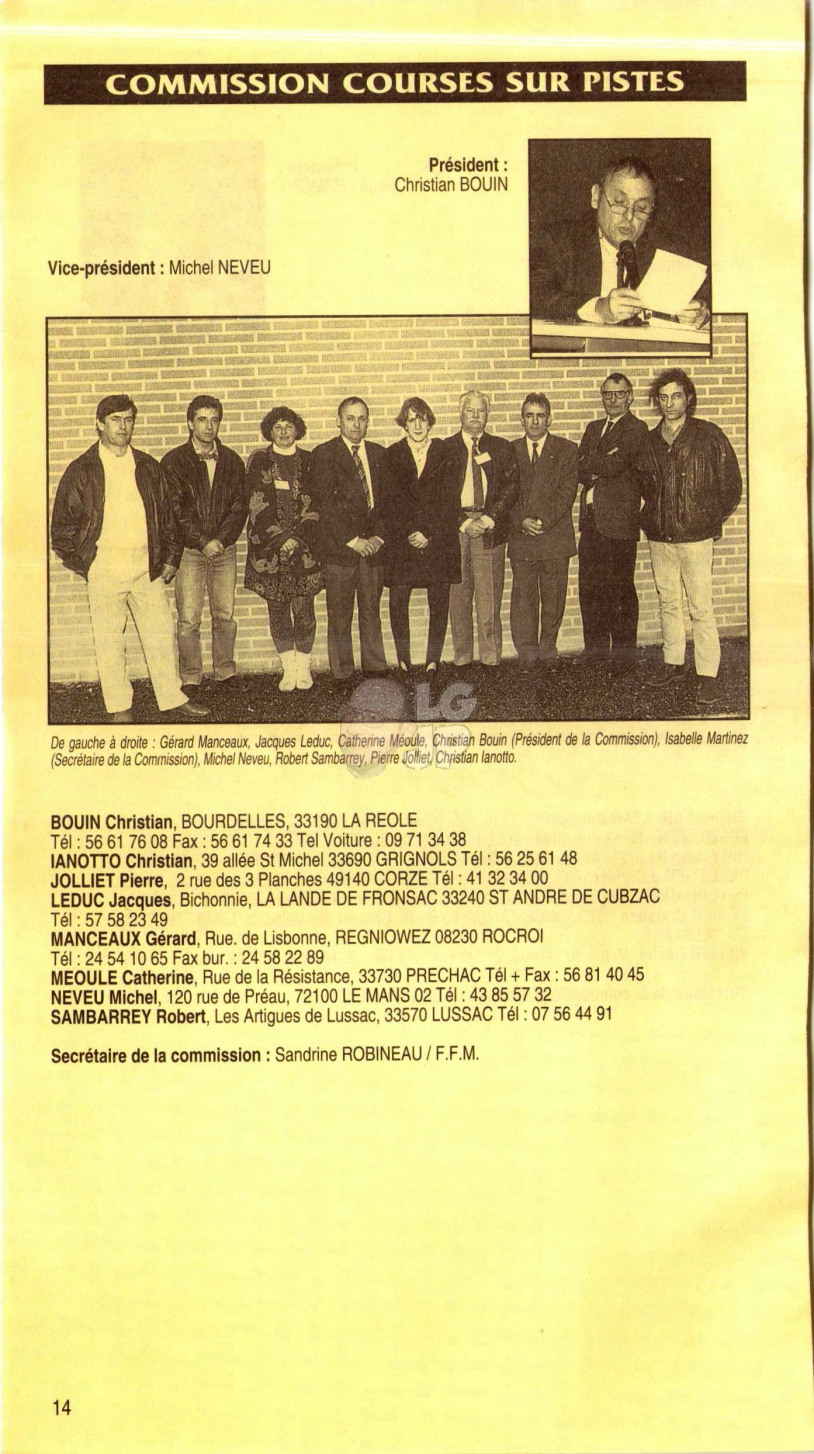 COMMISSION COURSES SUR PISTES
Président :
Christian BOUIN
Vice-président : Michel NEVEU
De gauche à droite : Gérard Manceaux, Jacques Leduc, Catherine Méoule, Christian Bouin (Président de la Commission), Isabelle Martinez
(Secrétaire de la Commission), Michel Neveu, Robert Sambarrey, Pierre Jolliet, Christian Ianotto.
BOUIN Christian, BOURDELLES, 33190 LA REOLE
Tél : 56 61 76 08 Fax : 56 61 74 33 Tel Voiture : 09 71 34 38
IANOTTO Christian, 39 allée St Michel 33690 GRIGNOLS Tél : 56 25 61 48
JOLLIET Pierre, 2 rue des 3 Planches 49140 CORZE Tél : 41 32 34 00
LEDUC Jacques, Bichonnie, LA LANDE DE FRONSAC 33240 ST ANDRE DE CUBZAC
Tél : 57 58 23 49
MANCEAUX Gérard, Rue. de Lisbonne, REGNIOWEZ 08230 ROCROI
Tél : 24 54 10 65 Fax bur. : 24 58 22 89
MEOULE Catherine, Rue de la Résistance, 33730 PRECHAC Tél + Fax : 56 81 40 45
NEVEU Michel, 120 rue de Préau, 72100 LE MANS 02 Tél : 43 85 57 32
SAMBARREY Robert, Les Artigues de Lussac, 33570 LUSSAC Tél : 07 56 44 91
Secrétaire de la commission : Sandrine ROBINEAU / F.F.M.
14